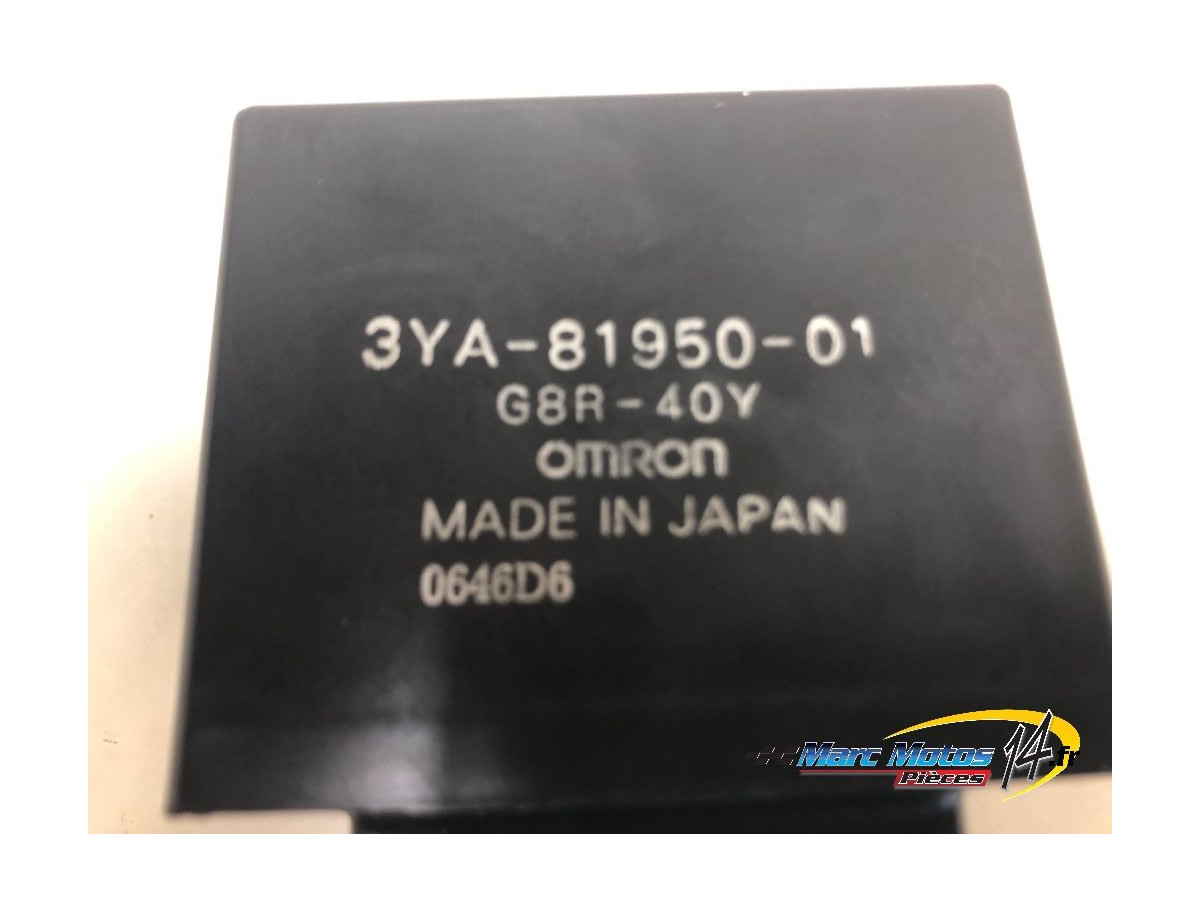 3YA-81950-01
G8R-40Y
omron
MADE IN JAPAN
0646D6
Marc Motos 14.fr
Pièces